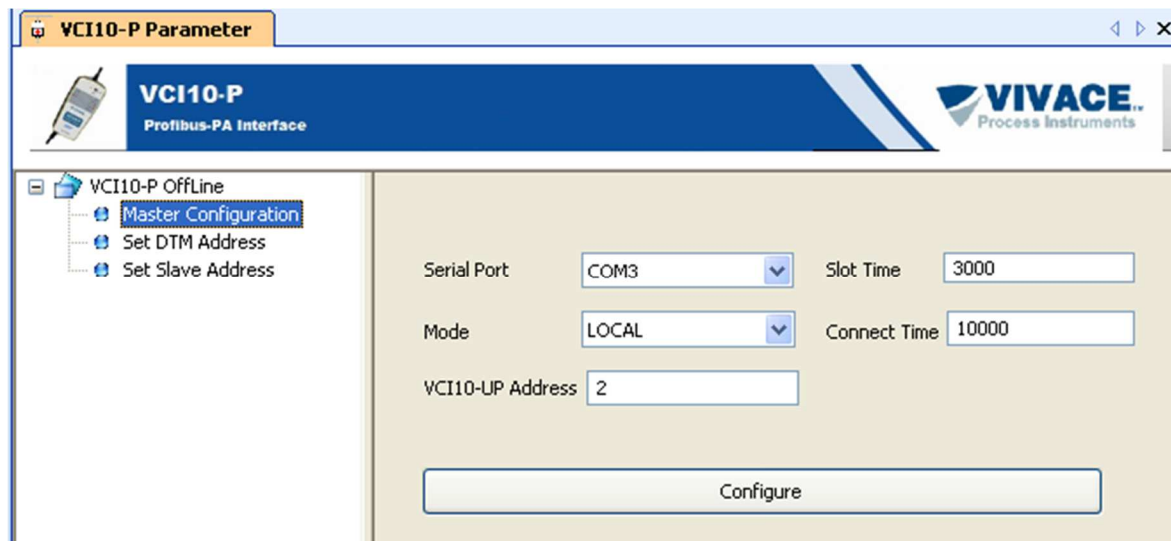 VCI10-P Parameter
VCI10-P
Profibus-PA Interface
VIVACE
Process Instruments
VCI10-P OffLine
Master Configuration
Set DTM Address
Set Slave Address
Serial Port COM3 Slot Time 3000
Mode LOCAL Connect Time 10000
VCI10-UP Address 2
Configure